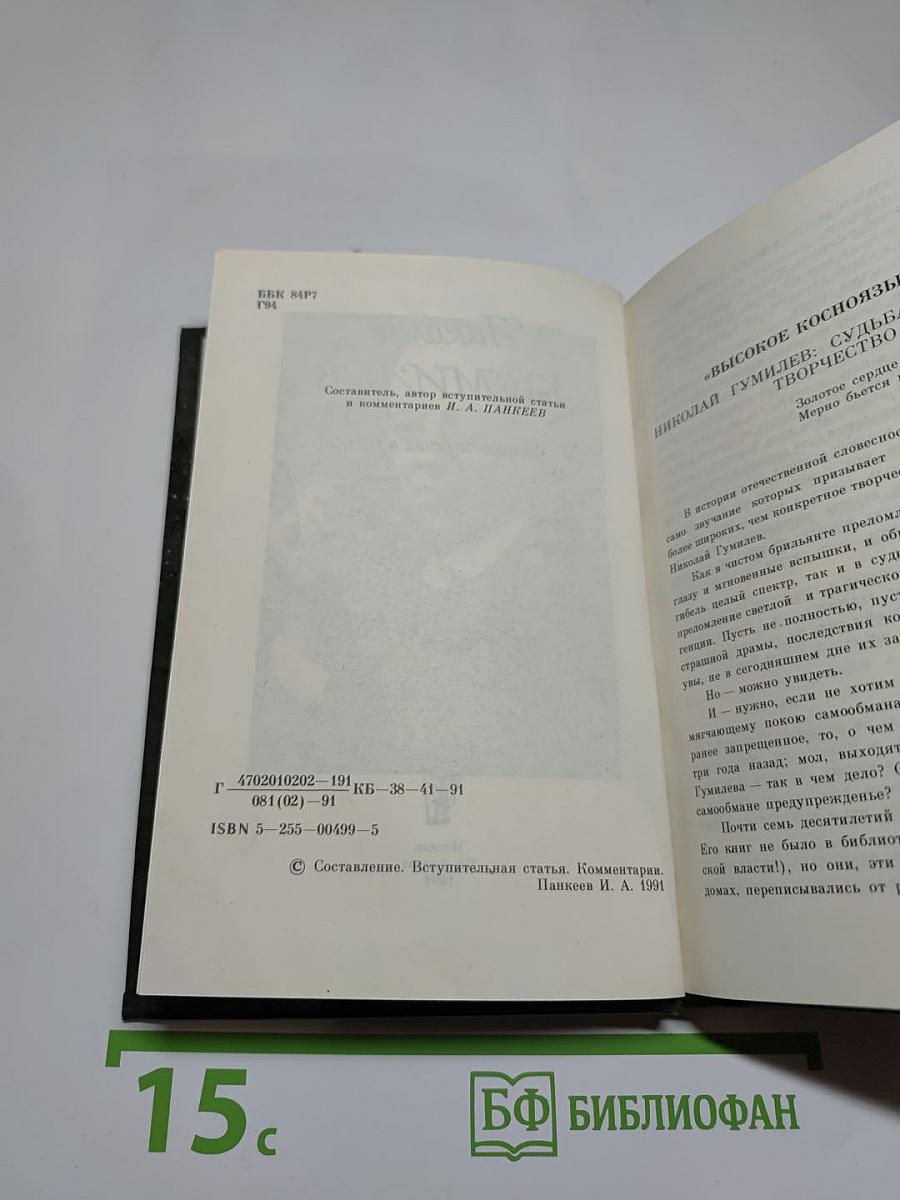 ББК 84Р7
Г94
Составитель, автор вступительной статьи
и комментариев И. А. ПАНКЕЕВ
Г 4702010202—191 КБ—38—41—91
081(02)—91
ISBN 5—255—00499—5
© Составление. Вступительная статья. Комментарии.
Панкеев И. А. 1991
«ВЫСОКОЕ КОСНОЯЗЫ
НИКОЛАЙ ГУМИЛЕВ: СУДЬБА
ТВОРЧЕСТВО
Золотое сердце
Мерно бьется
В истории отечественной словесно
само звучание которых призывает
более широких, чем конкретное творче
Николай Гумилев.
Как в чистом брильянте преломл
глазу и мгновенные вспышки, и об
гибель целый спектр, так и в судь
преломление светлой и трагическо
генции. Пусть не полностью, пуст
страшной драмы, последствия ко
увы, не в сегодняшнем дне их за
Но — можно увидеть.
И — нужно, если не хотим
мягчающему покою самообмана
ранее запрещенное, то, о чем
три года назад; мол, выходят
Гумилева — так в чем дело?
самообмане предупрежденье?
Почти семь десятилетий
Его книг не было в библиот
ской власти!), но они, эти
домах, переписывались от
15 с
БФ БИБЛИОФАН